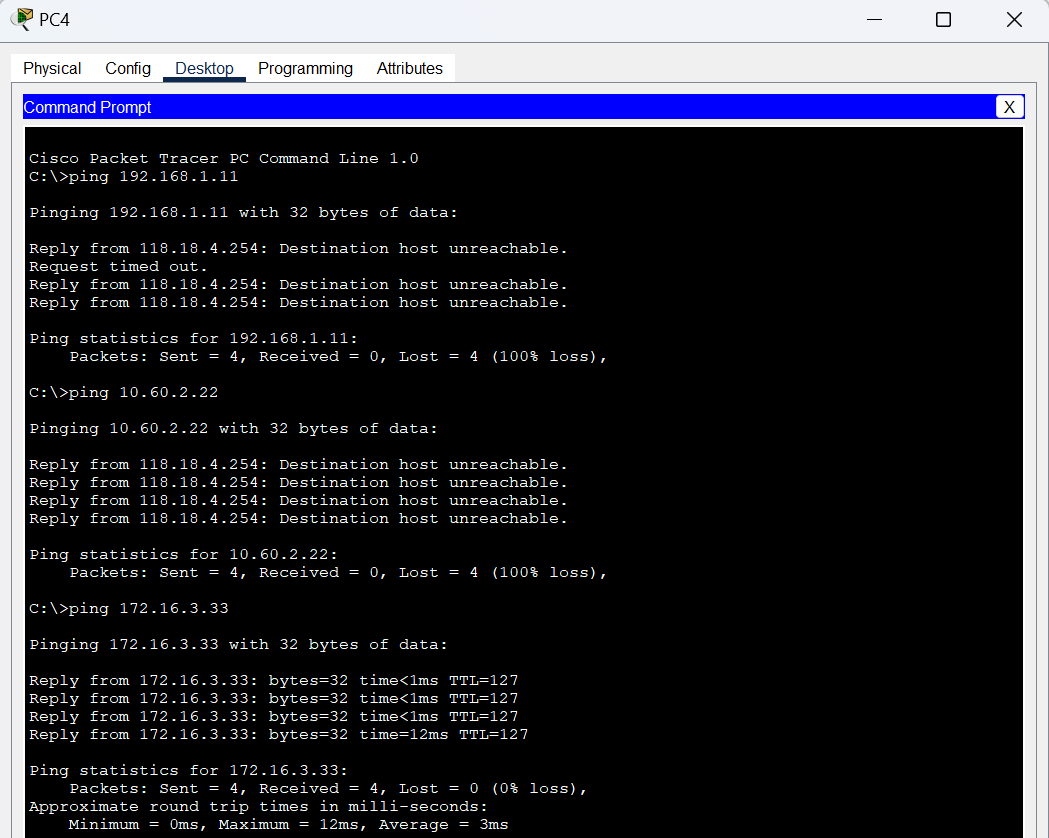 PC4
Physical Config Desktop Programming Attributes
Command Prompt X
Cisco Packet Tracer PC Command Line 1.0
C:\>ping 192.168.1.11
Pinging 192.168.1.11 with 32 bytes of data:
Reply from 118.18.4.254: Destination host unreachable.
Request timed out.
Reply from 118.18.4.254: Destination host unreachable.
Reply from 118.18.4.254: Destination host unreachable.
Ping statistics for 192.168.1.11:
    Packets: Sent = 4, Received = 0, Lost = 4 (100% loss),
C:\>ping 10.60.2.22
Pinging 10.60.2.22 with 32 bytes of data:
Reply from 118.18.4.254: Destination host unreachable.
Reply from 118.18.4.254: Destination host unreachable.
Reply from 118.18.4.254: Destination host unreachable.
Reply from 118.18.4.254: Destination host unreachable.
Ping statistics for 10.60.2.22:
    Packets: Sent = 4, Received = 0, Lost = 4 (100% loss),
C:\>ping 172.16.3.33
Pinging 172.16.3.33 with 32 bytes of data:
Reply from 172.16.3.33: bytes=32 time<1ms TTL=127
Reply from 172.16.3.33: bytes=32 time<1ms TTL=127
Reply from 172.16.3.33: bytes=32 time<1ms TTL=127
Reply from 172.16.3.33: bytes=32 time=12ms TTL=127
Ping statistics for 172.16.3.33:
    Packets: Sent = 4, Received = 4, Lost = 0 (0% loss),
Approximate round trip times in milli-seconds:
    Minimum = 0ms, Maximum = 12ms, Average = 3ms